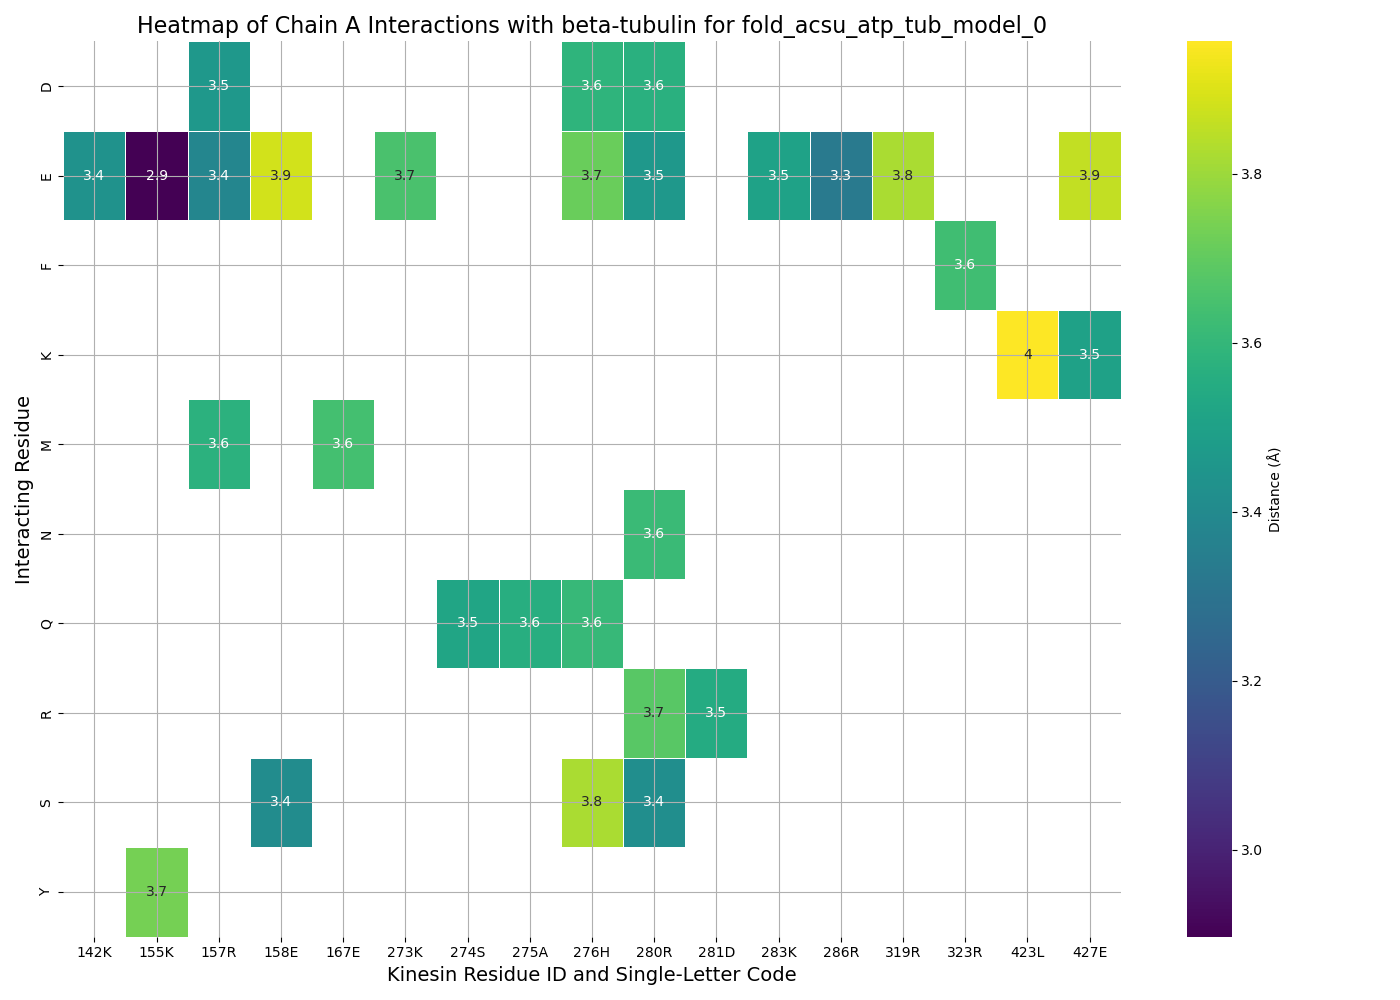 Heatmap of Chain A Interactions with beta-tubulin for fold_acsu_atp_tub_model_0
Interacting Residue
D 3.5 3.6 3.6
E 3.4 2.9 3.4 3.9 3.7 3.7 3.5 3.5 3.3 3.8 3.9
F 3.6
K 4 3.5
M 3.6 3.6
N 3.6
Q 3.5 3.6 3.6
R 3.7 3.5
S 3.4 3.8 3.4
Y 3.7
142K 155K 157R 158E 167E 273K 274S 275A 276H 280R 281D 283K 286R 319R 323R 423L 427E
Kinesin Residue ID and Single-Letter Code
3.8
3.6
3.4
3.2
3.0
Distance (Å)